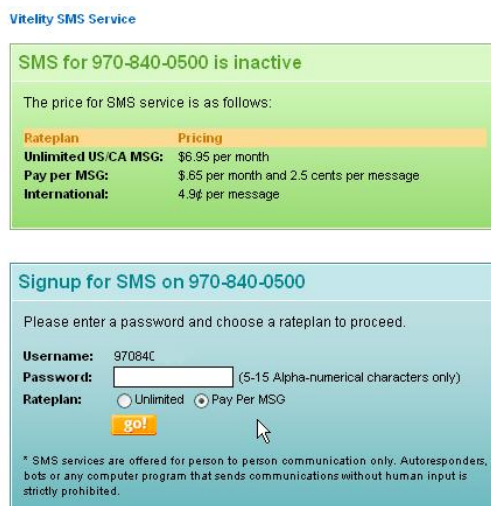 Vitelity SMS Service
SMS for 970-840-0500 is inactive
The price for SMS service is as follows:
Rateplan Pricing
Unlimited US/CA MSG: $6.95 per month
Pay per MSG: $.65 per month and 2.5 cents per message
International: 4.9¢ per message
Signup for SMS on 970-840-0500
Please enter a password and choose a rateplan to proceed.
Username: 97084
Password: (5-15 Alpha-numerical characters only)
Rateplan: Unlimited Pay Per MSG
go!
* SMS services are offered for person to person communication only. Autoresponders,
bots or any computer program that sends communications without human input is
strictly prohibited.